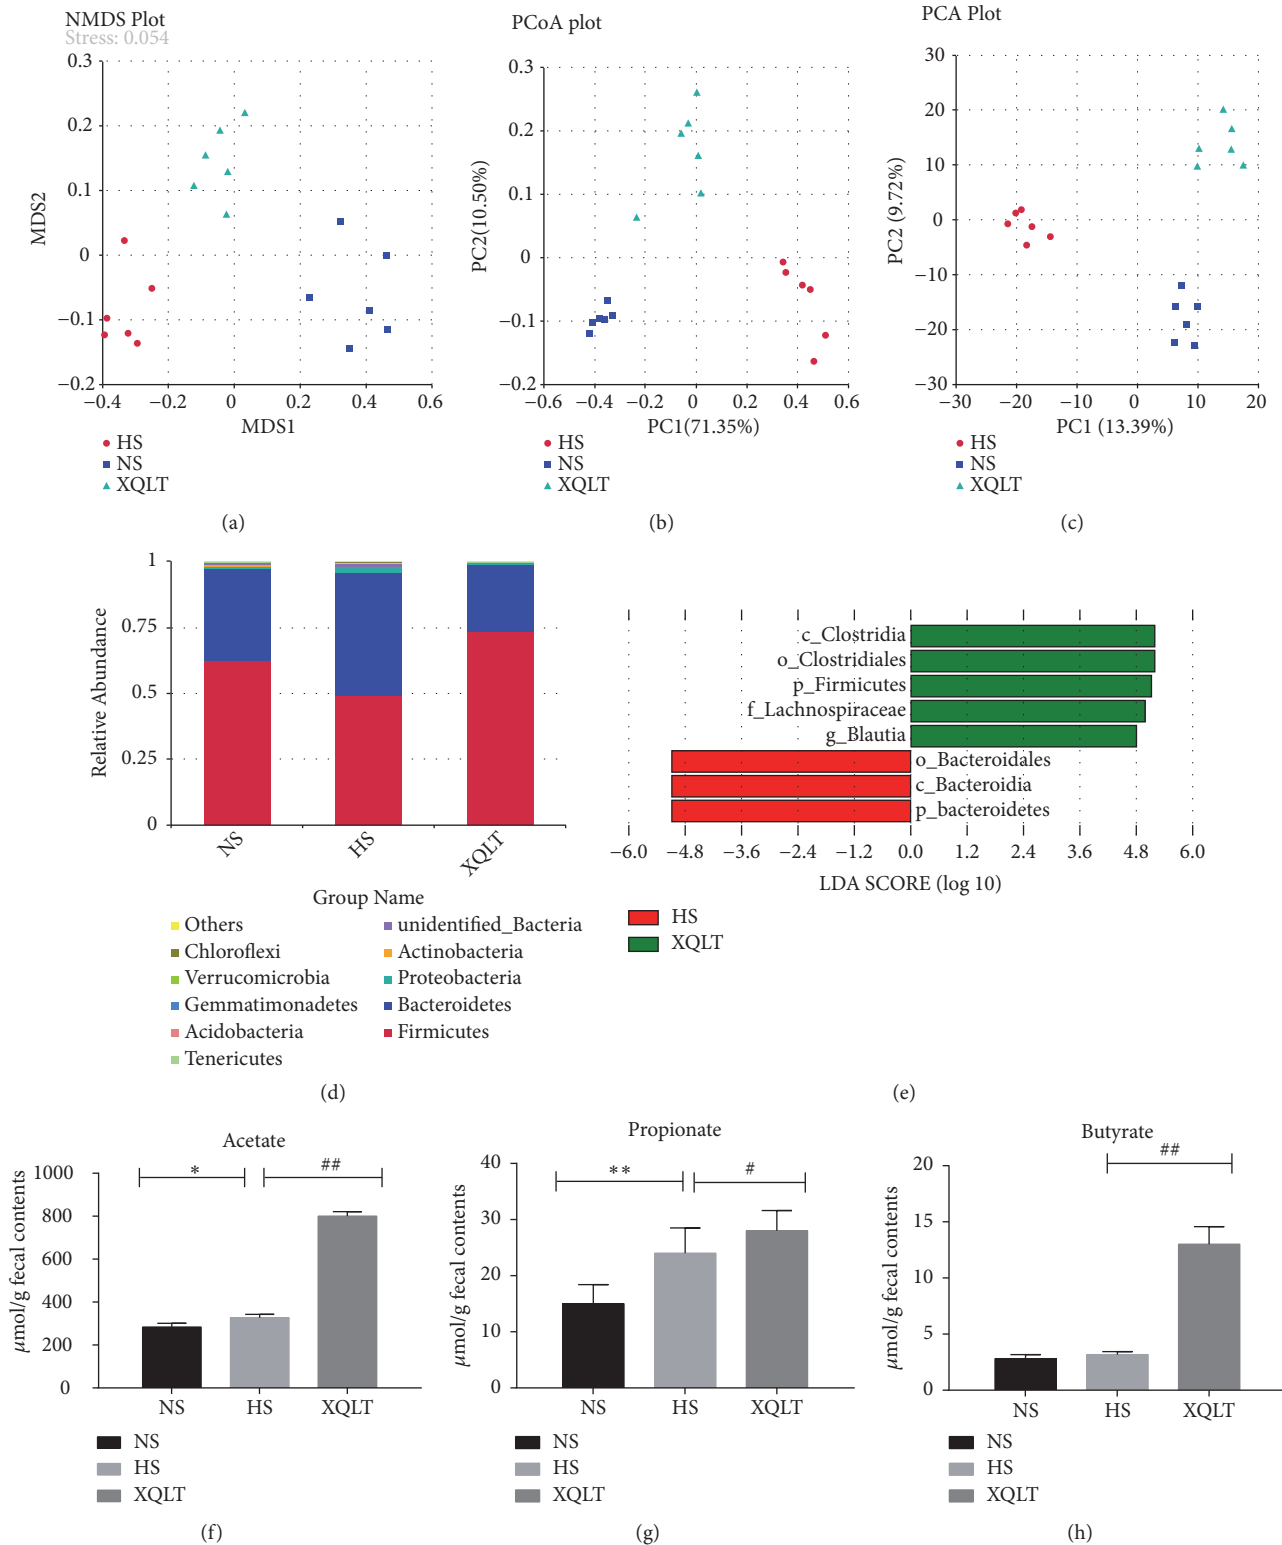 NMDS Plot
Stress: 0.054
0.3
0.2
0.1
0
−0.1
−0.2
MDS2
−0.4
−0.2
0
0.2
0.4
0.6
MDS1
HS
NS
XQLT
(a)
PCoA plot
0.3
0.2
0.1
0
−0.1
−0.2
PC2(10.50%)
−0.6
−0.4
−0.2
0
0.2
0.4
0.6
PC1(71.35%)
HS
NS
XQLT
(b)
PCA Plot
30
20
10
0
−10
−20
−30
PC2 (9.72%)
−30
−20
−10
0
10
20
PC1 (13.39%)
HS
NS
XQLT
(c)
1
0.75
0.5
0.25
0
Relative Abundance
NS
HS
XQLT
Group Name
Others
Chloroflexi
Verrucomicrobia
Gemmatimonadetes
Acidobacteria
Tenericutes
unidentified_Bacteria
Actinobacteria
Proteobacteria
Bacteroidetes
Firmicutes
(d)
c_Clostridia
o_Clostridiales
p_Firmicutes
f_Lachnospiraceae
g_Blautia
o_Bacteroidales
c_Bacteroidia
p_bacteroidetes
−6.0
−4.8
−3.6
−2.4
−1.2
0.0
1.2
2.4
3.6
4.8
6.0
LDA SCORE (log 10)
HS
XQLT
(e)
Acetate
*
##
1000
800
600
400
200
0
μmol/g fecal contents
NS
HS
XQLT
NS
HS
XQLT
(f)
Propionate
**
#
40
30
20
10
0
μmol/g fecal contents
NS
HS
XQLT
NS
HS
XQLT
(g)
Butyrate
##
20
15
10
5
0
μmol/g fecal contents
NS
HS
XQLT
NS
HS
XQLT
(h)